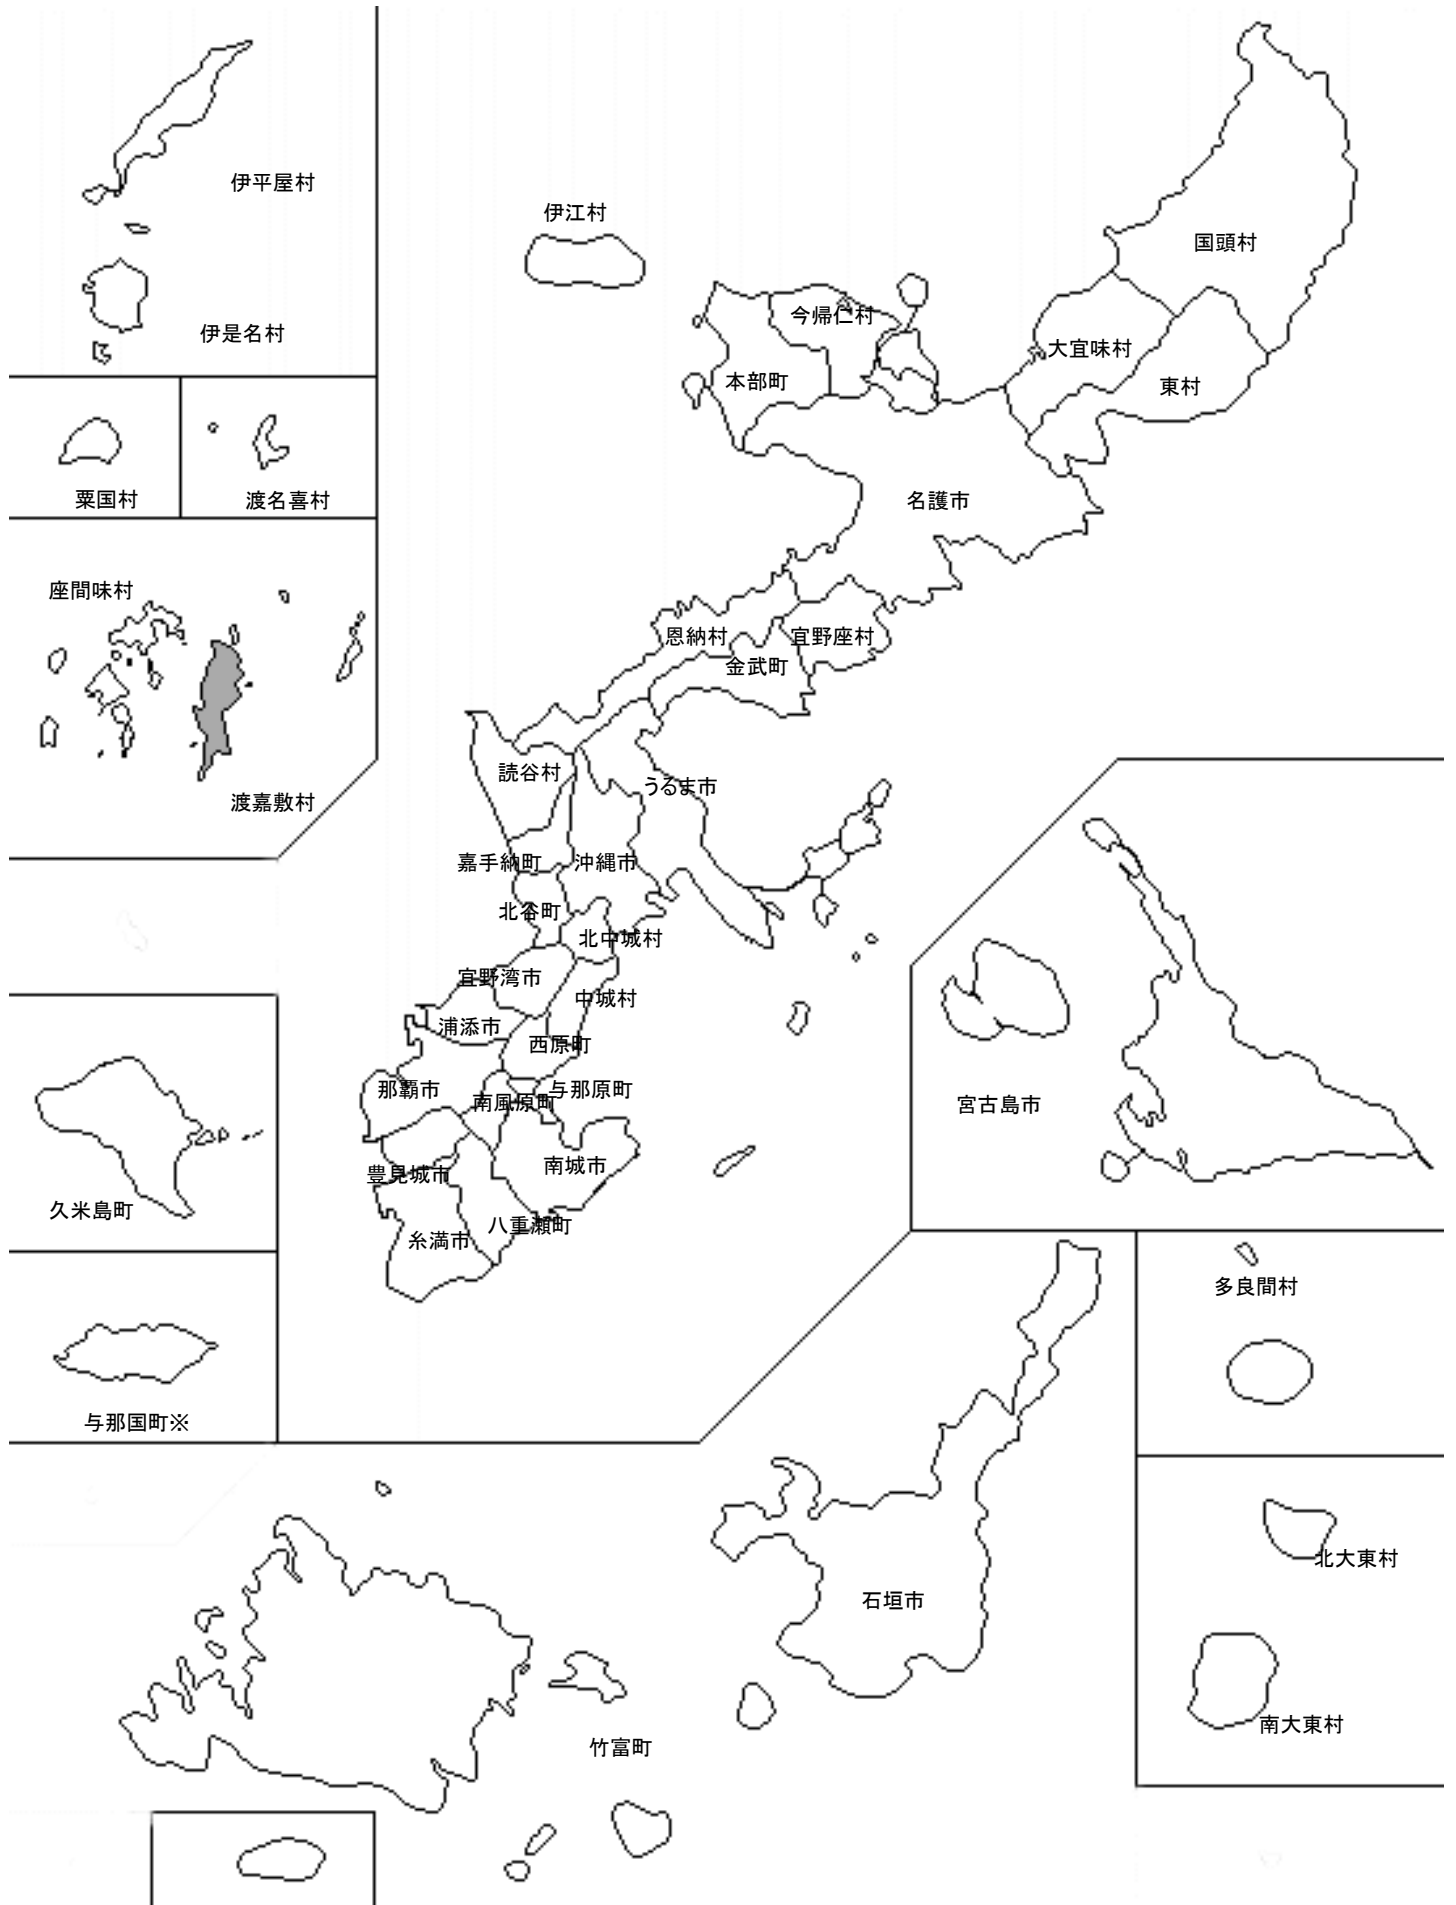 伊平屋村
伊江村
国頭村
今帰仁村
伊是名村
大宜味村
本部町
東村
粟国村
渡名喜村
名護市
座間味村
恩納村
宜野座村
金武町
読谷村
うるま市
渡嘉敷村
嘉手納町
沖縄市
北谷町
北中城村
宜野湾市
中城村
浦添市
西原町
那覇市
与那原町
南風原町
宮古島市
南城市
豊見城市
久米島町
八重瀬町
糸満市
多良間村
与那国町※
北大東村
石垣市
南大東村
竹富町